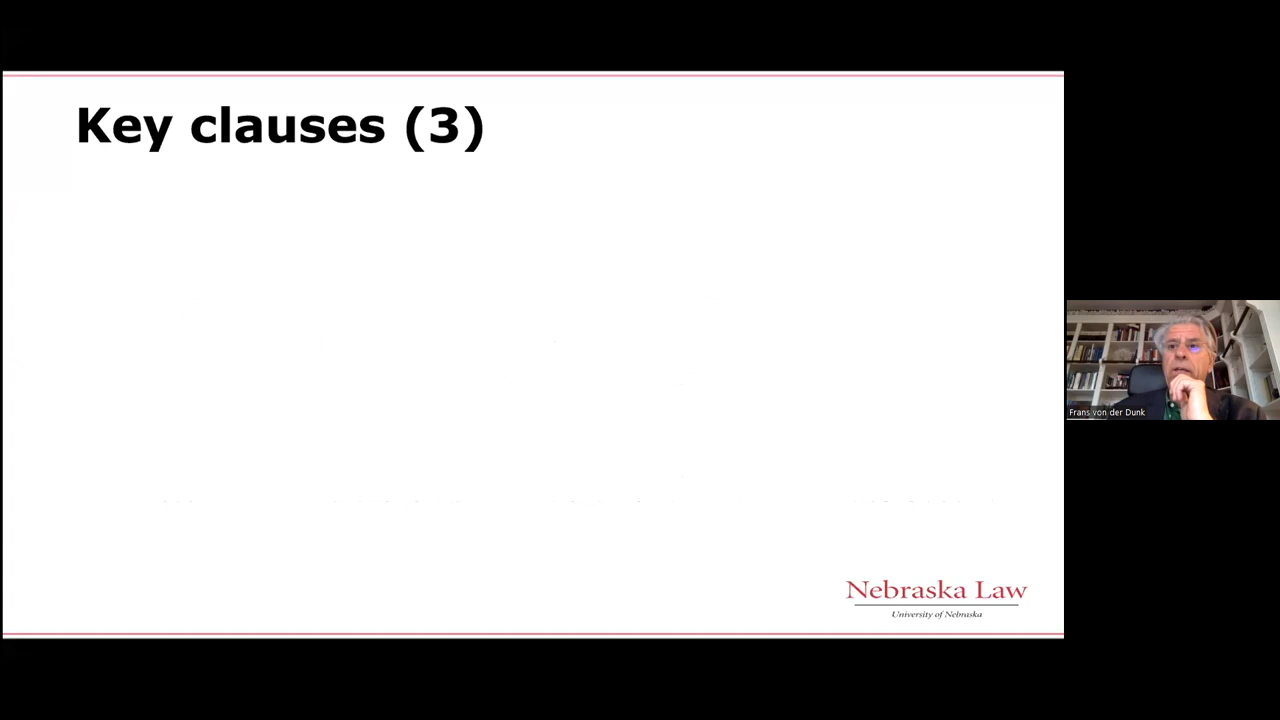 Key clauses (3)
Nebraska Law
University of Nebraska
Frans von der Dunk